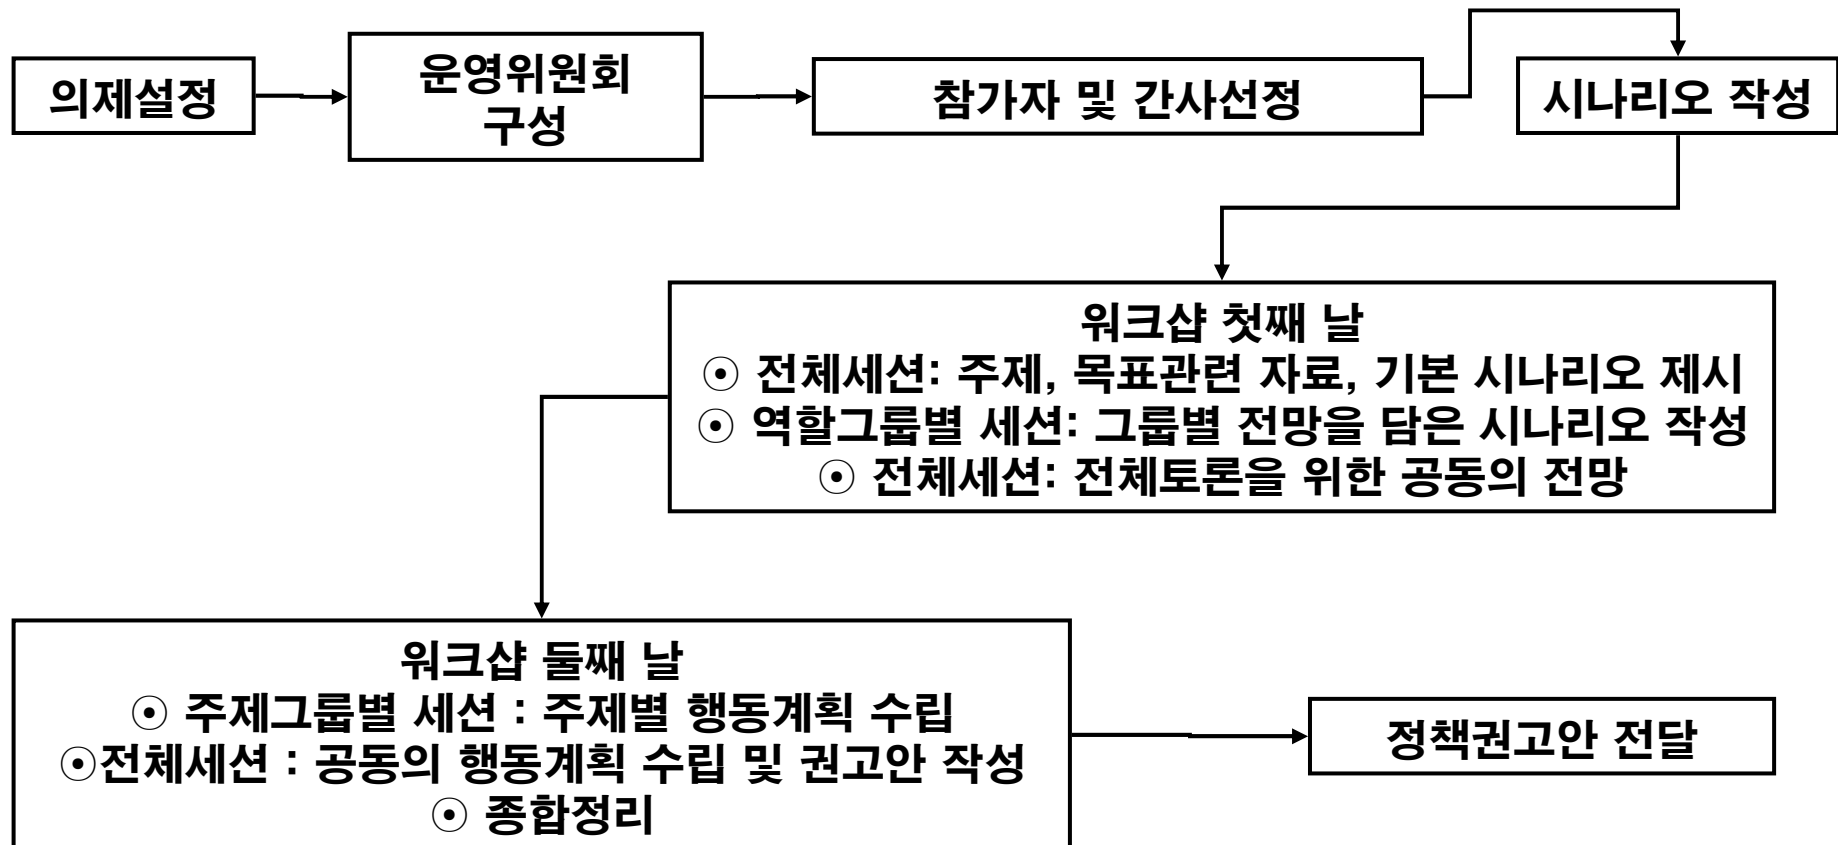 의제설정
운영위원회
구성
참가자 및 간사선정
시나리오 작성
워크샵 첫째 날
⊙ 전체세션: 주제, 목표관련 자료, 기본 시나리오 제시
⊙ 역할그룹별 세션: 그룹별 전망을 담은 시나리오 작성
⊙ 전체세션: 전체토론을 위한 공동의 전망
워크샵 둘째 날
⊙ 주제그룹별 세션 : 주제별 행동계획 수립
⊙전체세션 : 공동의 행동계획 수립 및 권고안 작성
⊙ 종합정리
정책권고안 전달